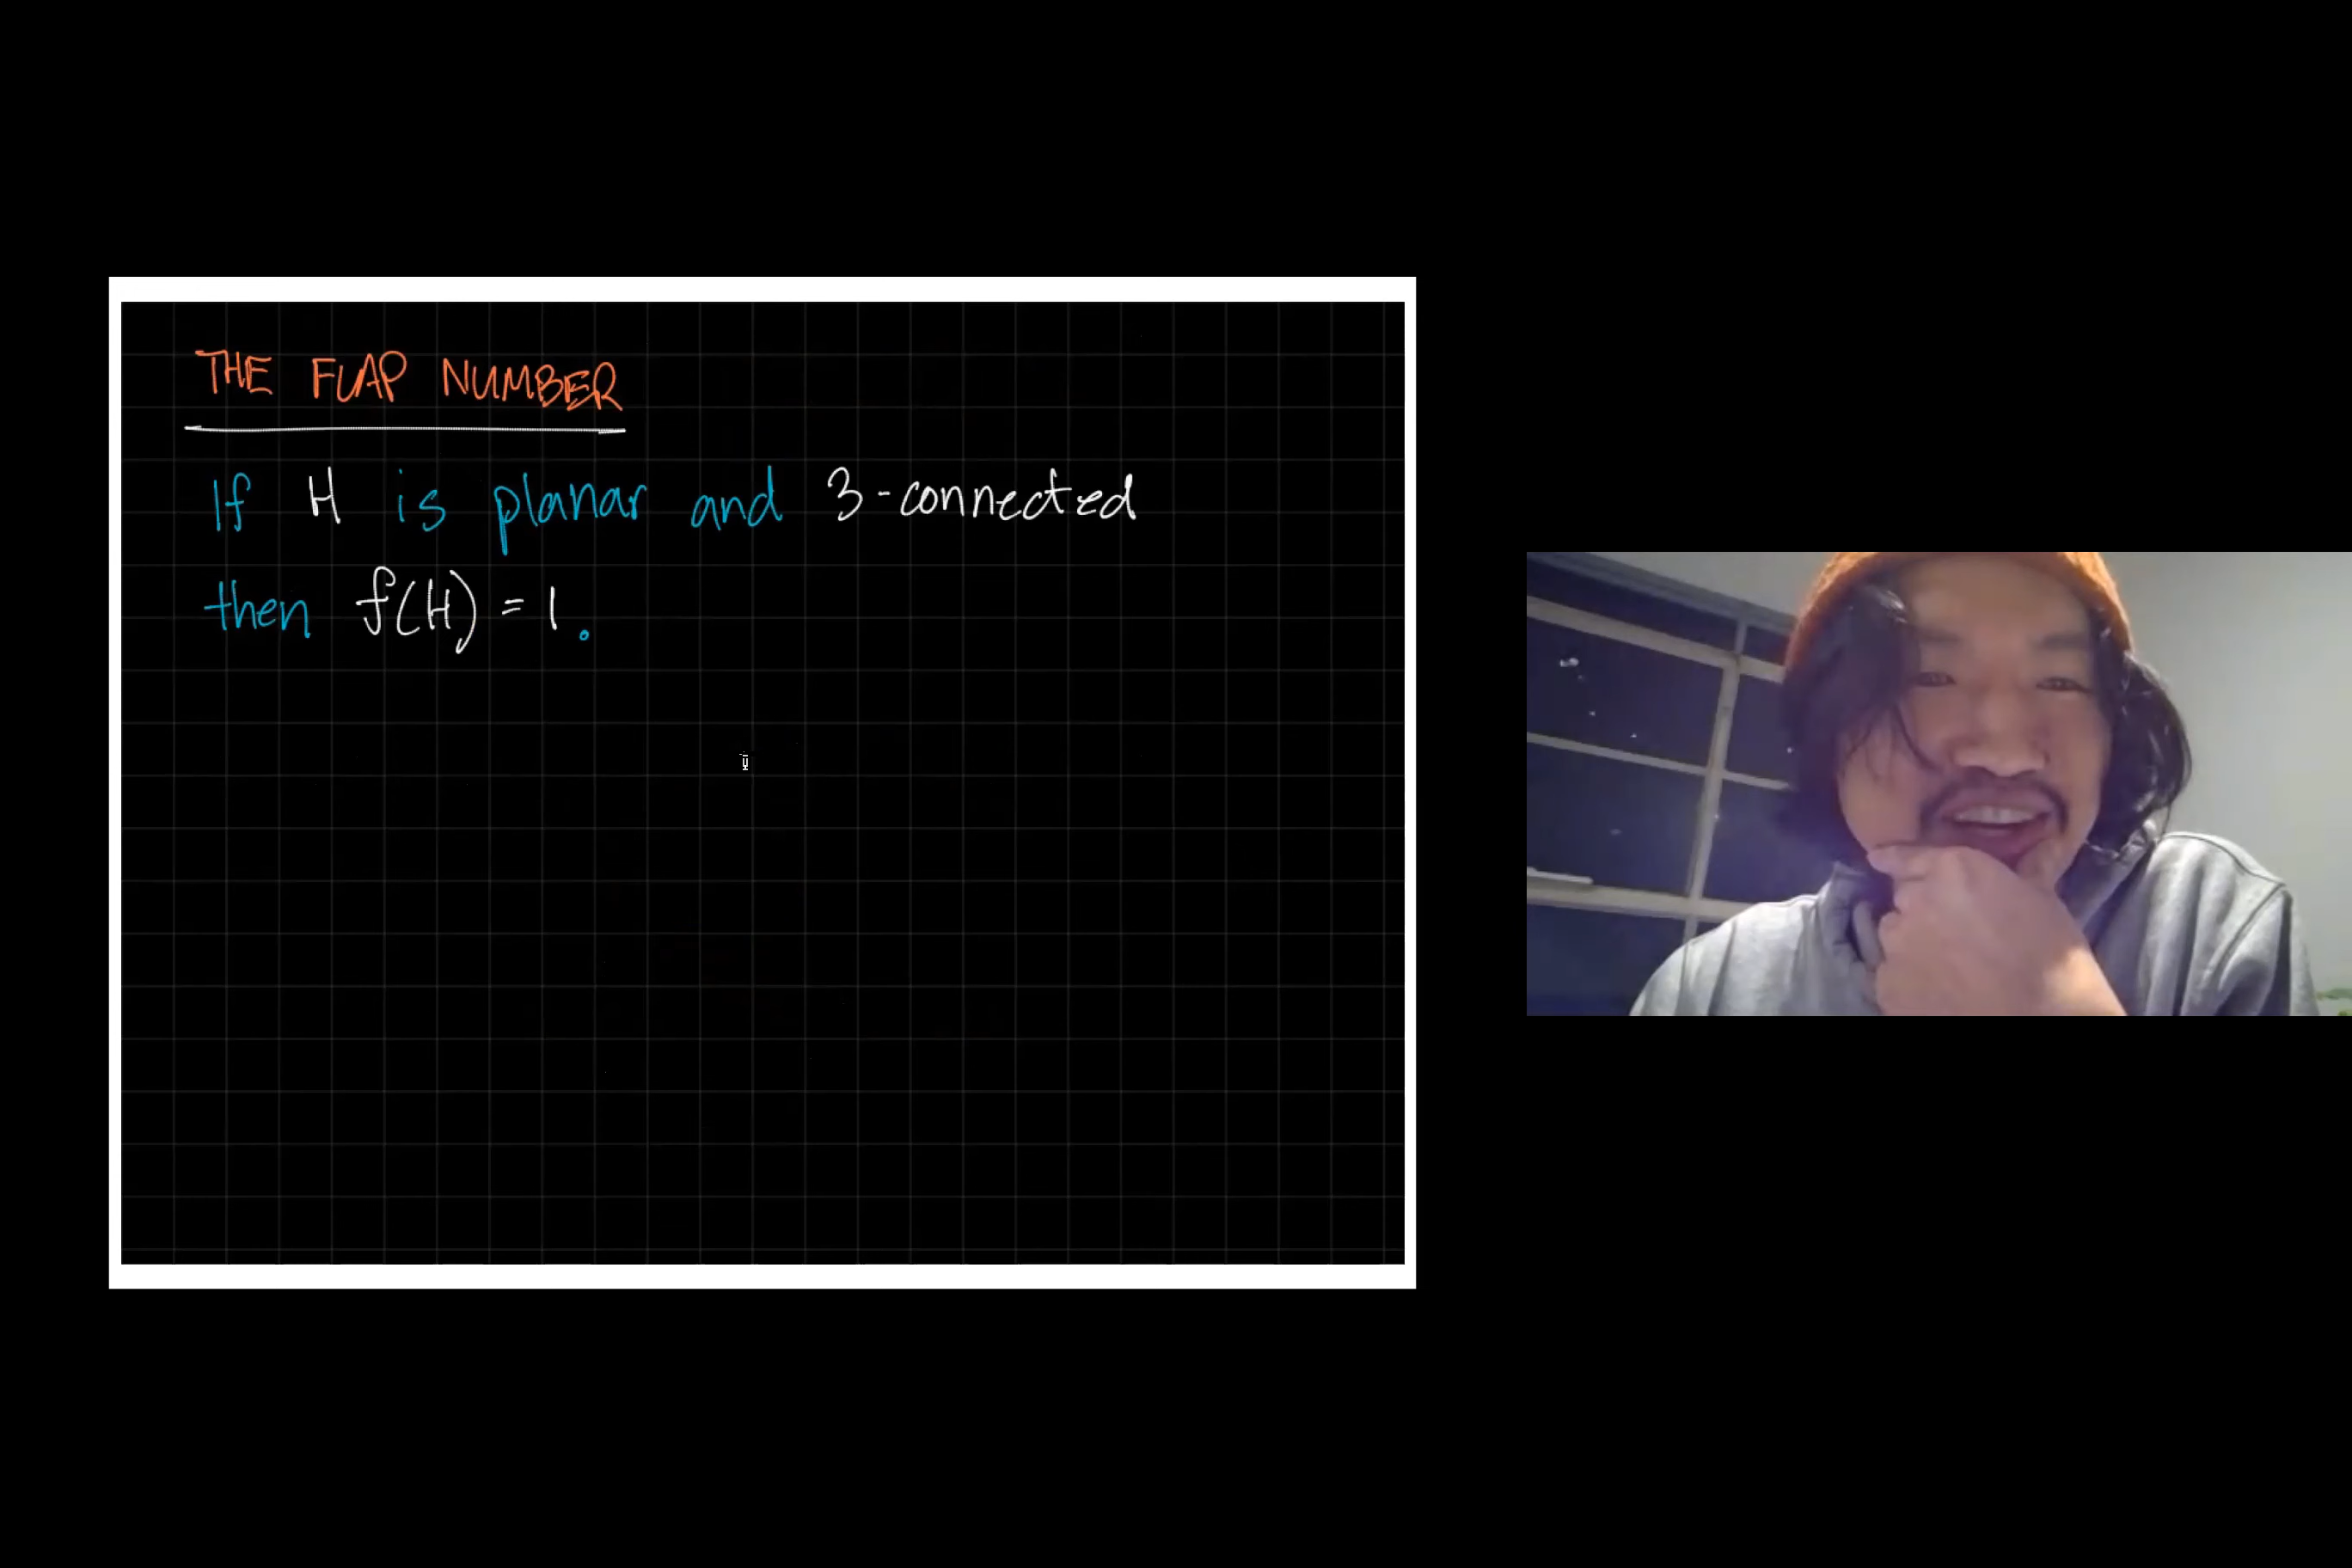 THE FLAP NUMBER
If H is planar and 3-connected
then f(H) = 1.